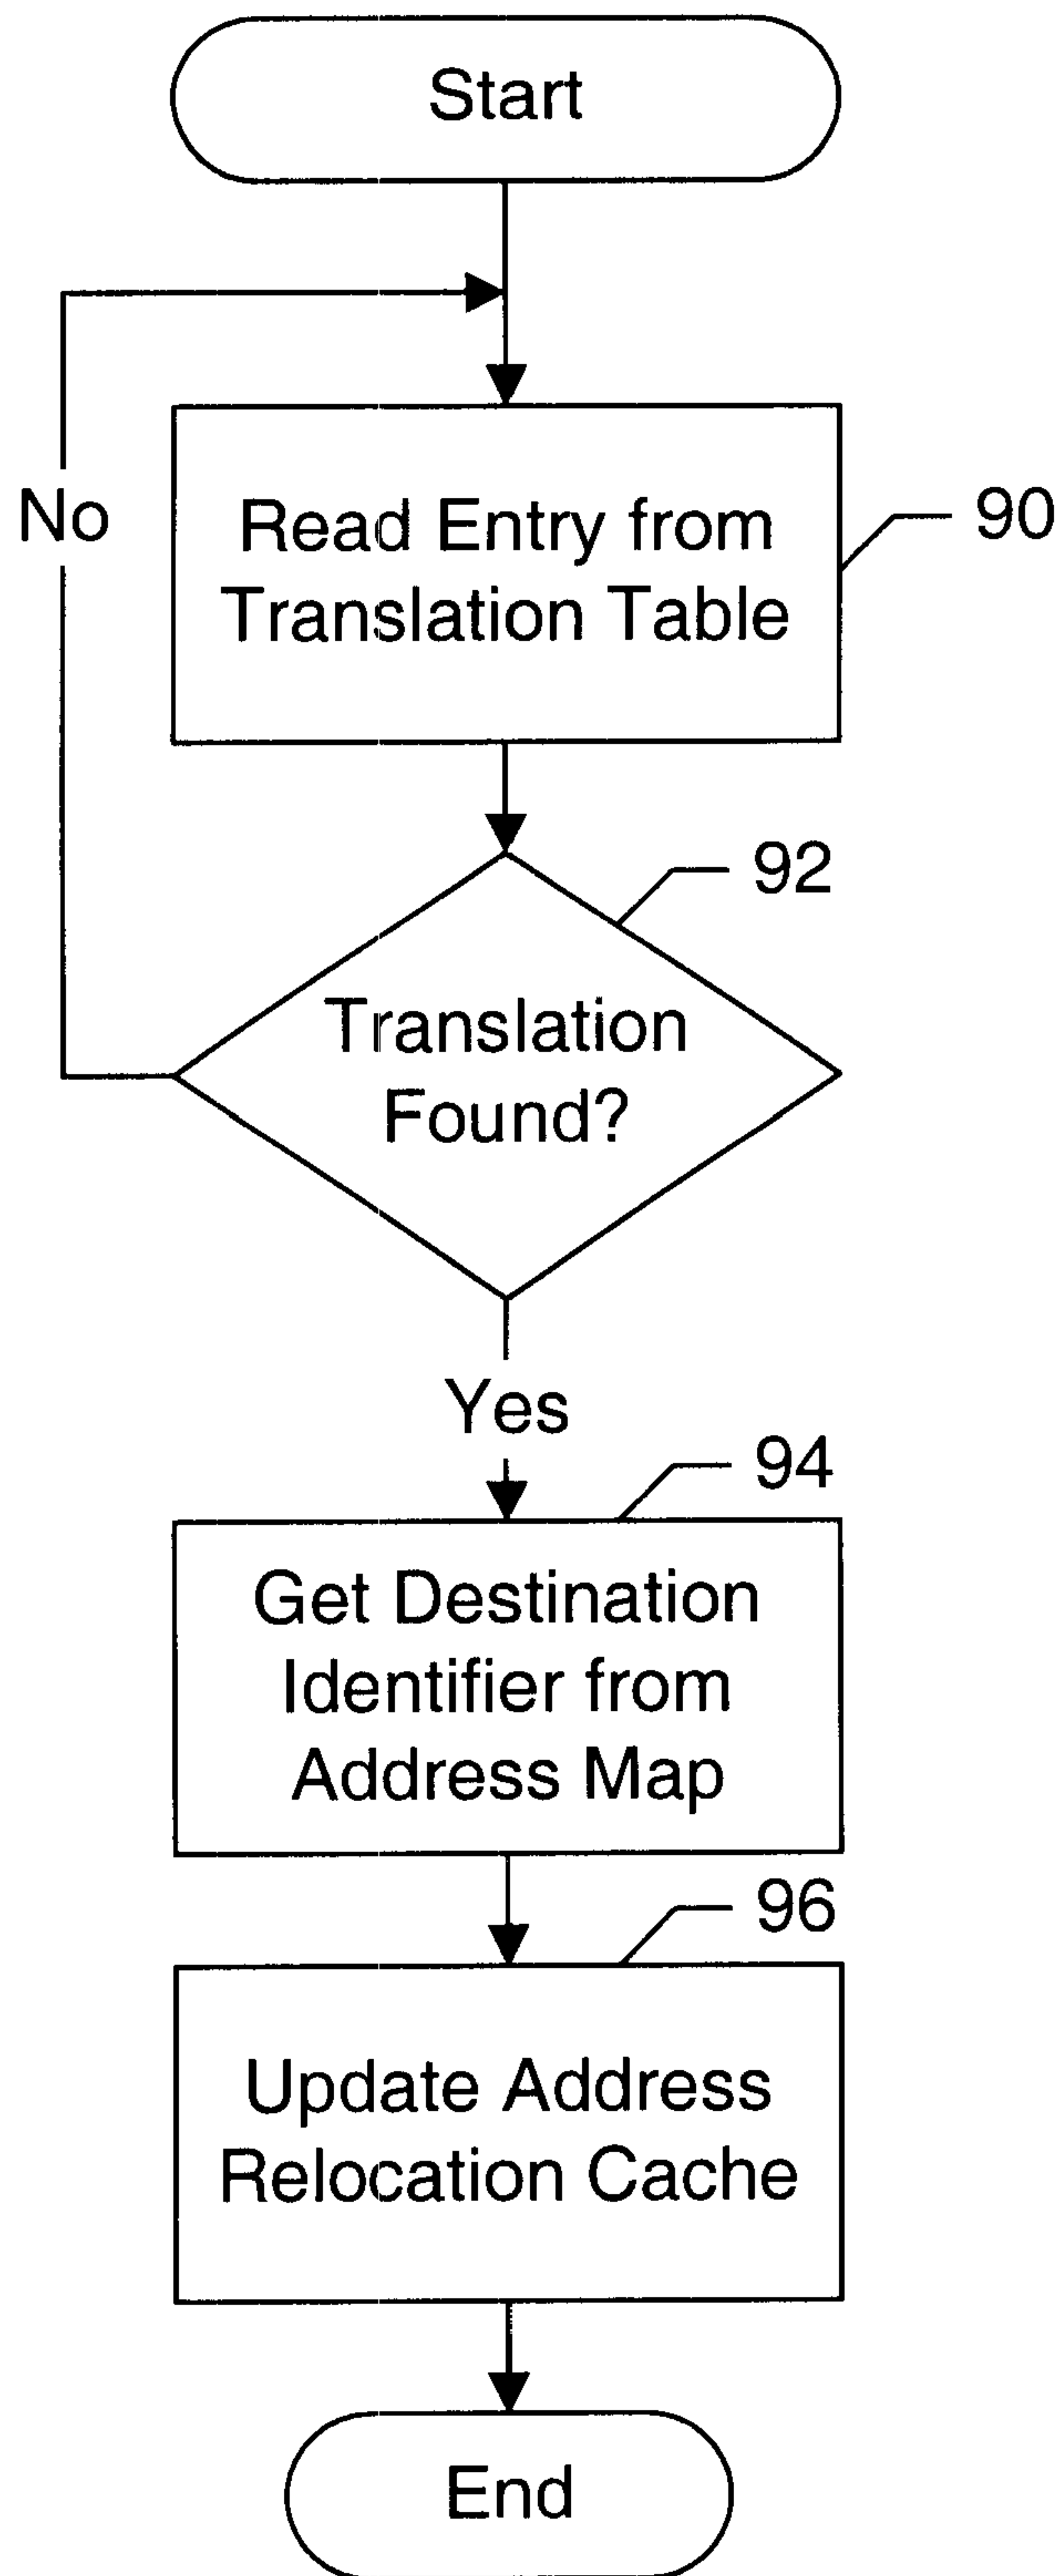 Start
No
Read Entry from
Translation Table
90
92
Translation
Found?
Yes
94
Get Destination
Identifier from
Address Map
96
Update Address
Relocation Cache
End